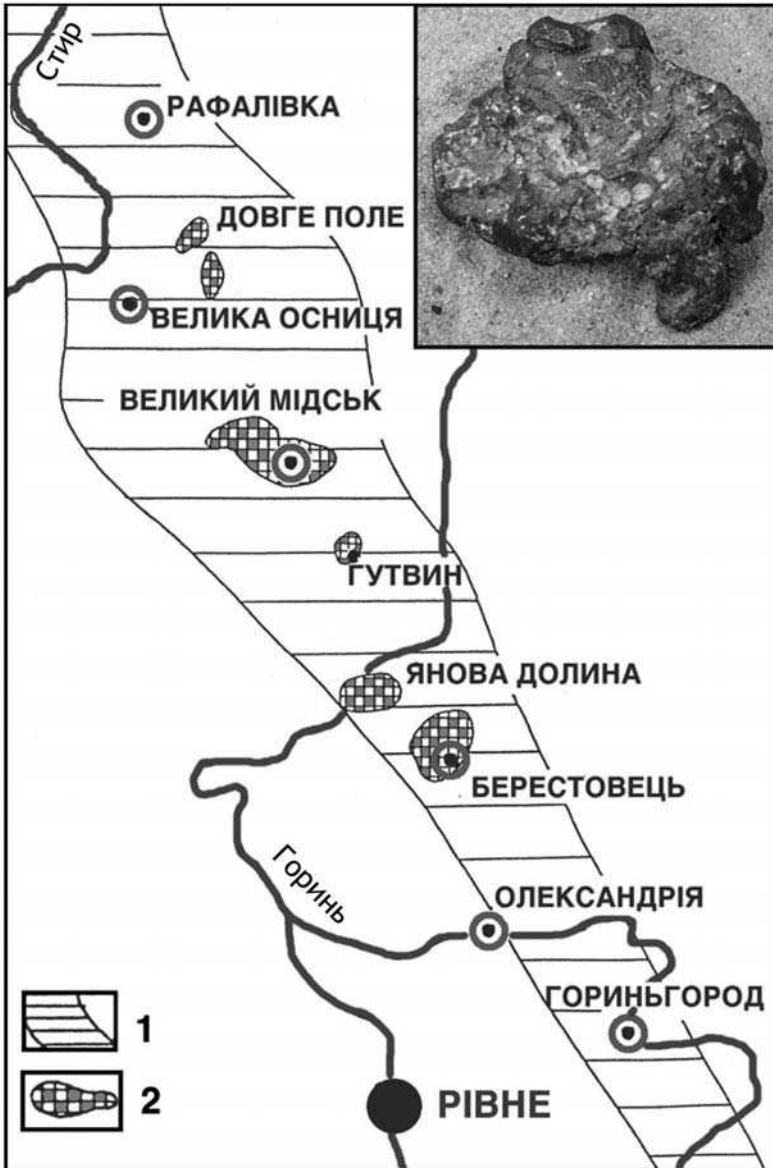 Стир
РАФАЛІВКА
ДОВГЕ ПОЛЕ
ВЕЛИКА ОСНИЦЯ
ВЕЛИКИЙ МІДСЬК
ГУТВИН
ЯНОВА ДОЛИНА
БЕРЕСТОВЕЦЬ
Горинь
ОЛЕКСАНДРІЯ
ГОРИНЬГОРОД
1
2
РІВНЕ